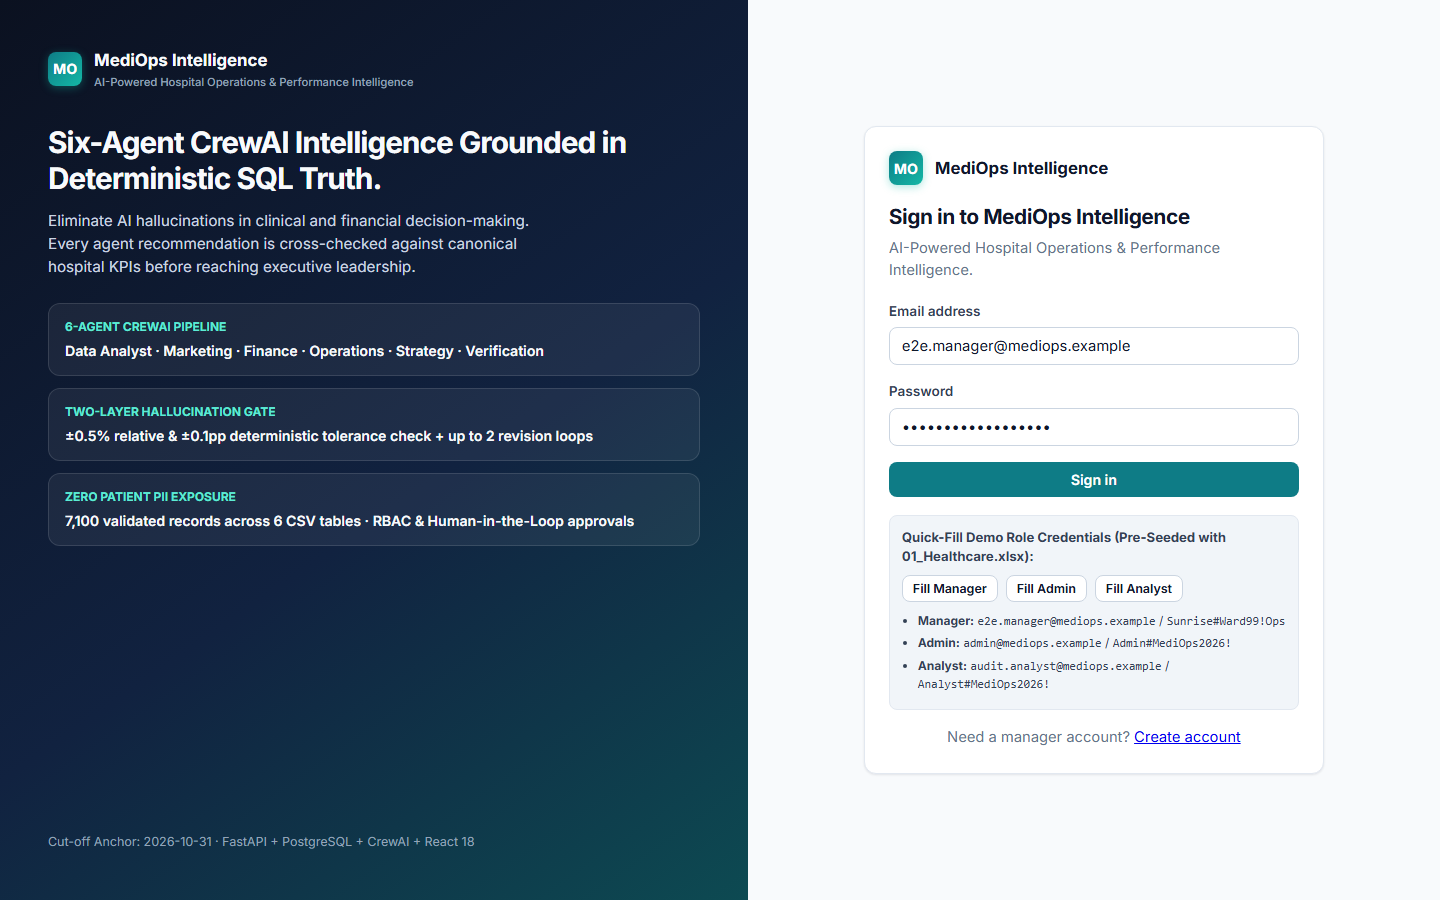 MO
MediOps Intelligence
AI-Powered Hospital Operations & Performance Intelligence
Six-Agent CrewAI Intelligence Grounded in
Deterministic SQL Truth.
Eliminate AI hallucinations in clinical and financial decision-making.
Every agent recommendation is cross-checked against canonical
hospital KPIs before reaching executive leadership.
6-AGENT CREWAI PIPELINE
Data Analyst · Marketing · Finance · Operations · Strategy · Verification
TWO-LAYER HALLUCINATION GATE
±0.5% relative & ±0.1pp deterministic tolerance check + up to 2 revision loops
ZERO PATIENT PII EXPOSURE
7,100 validated records across 6 CSV tables · RBAC & Human-in-the-Loop approvals
Cut-off Anchor: 2026-10-31 · FastAPI + PostgreSQL + CrewAI + React 18
MO
MediOps Intelligence
Sign in to MediOps Intelligence
AI-Powered Hospital Operations & Performance
Intelligence.
Email address
e2e.manager@mediops.example
Password
••••••••••••••••••
Sign in
Quick-Fill Demo Role Credentials (Pre-Seeded with
01_Healthcare.xlsx):
Fill Manager
Fill Admin
Fill Analyst
• Manager: e2e.manager@mediops.example / Sunrise#Ward99!Ops
• Admin: admin@mediops.example / Admin#MediOps2026!
• Analyst: audit.analyst@mediops.example /
Analyst#MediOps2026!
Need a manager account? Create account